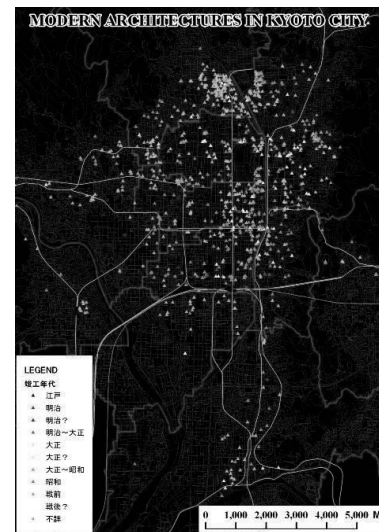 MODERN ARCHITECTURES IN KYOTO CITY
LEGEND
竣工年代
江戸
明治
明治?
明治〜大正
大正
大正?
大正〜昭和
昭和
戦前
戦後?
不詳
0 1,000 2,000 3,000 4,000 5,000 M